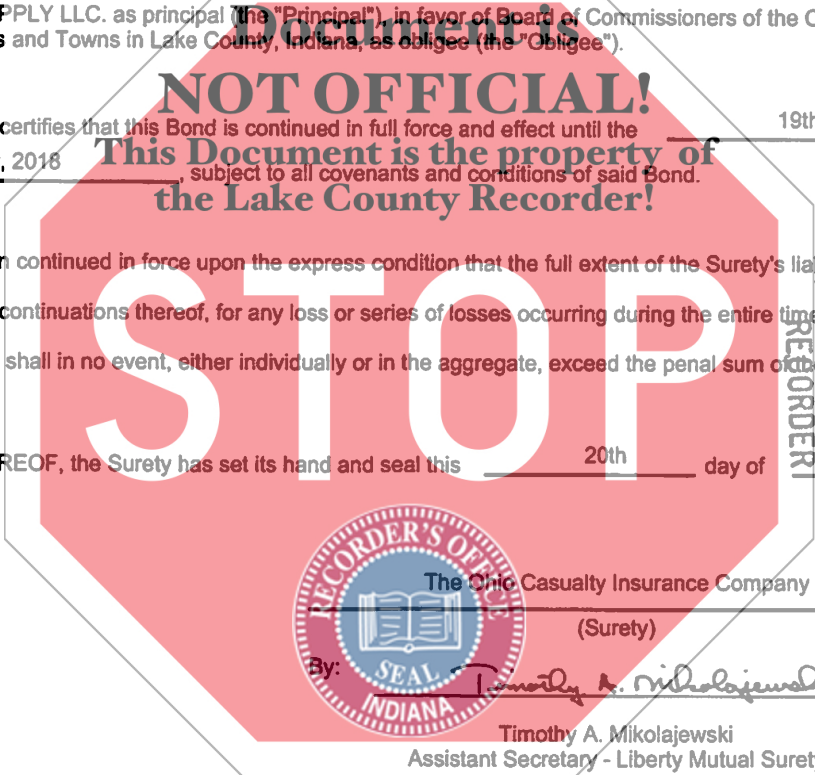 PPLY LLC. as principal (the "Principal"), in favor of Board of Commissioners of the
Document is
and Towns in Lake County, Indiana, as obligee (the "Obligee").
NOT OFFICIAL!
certifies that this Bond is continued in full force and effect until the 19th
This Document is the property of
, 2018 , subject to all covenants and conditions of said Bond.
the Lake County Recorder!
continued in force upon the express condition that the full extent of the Surety's
STOP
continuations thereof, for any loss or series of losses occurring during the entire time
shall in no event, either individually or in the aggregate, exceed the penal sum of
RECORDER
REOF, the Surety has set its hand and seal this 20th day of
RECORDER'S OFFICE
SEAL
INDIANA
The Ohio Casualty Insurance Company
(Surety)
By: Timothy A. Mikolajewski
Timothy A. Mikolajewski
Assistant Secretary - Liberty Mutual Surety